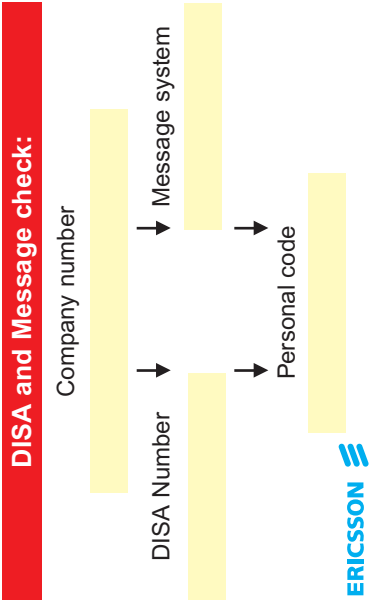 DISA and Message check:
Company number
DISA Number
Message system
Personal code
ERICSSON